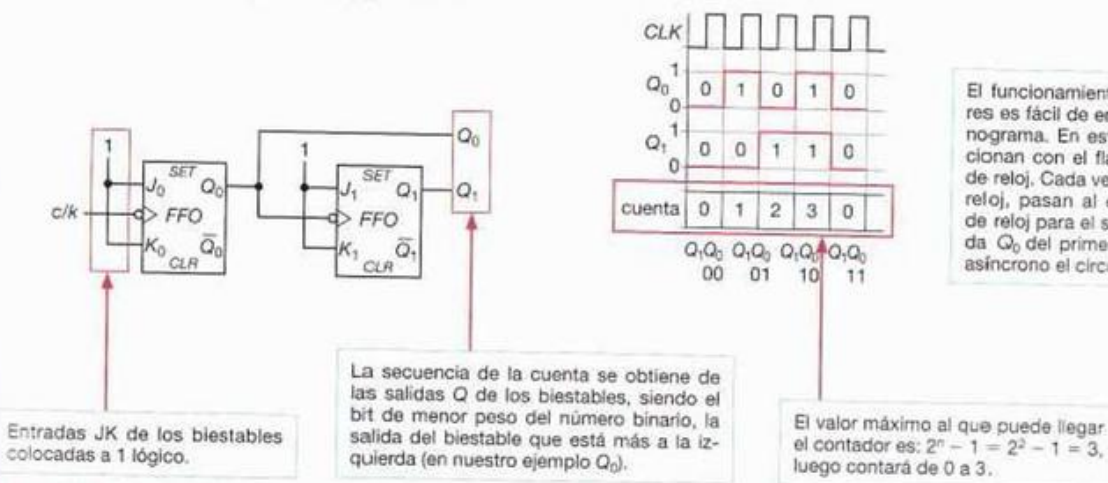 1
1
SET
J₀ Q₀
c/k
FFO
K₀ Q̅₀
CLR
SET
J₁ Q₁
FFO
K₁ Q̅₁
CLR
Q₀
Q₁
Entradas JK de los biestables
colocadas a 1 lógico.
La secuencia de la cuenta se obtiene de
las salidas Q de los biestables, siendo el
bit de menor peso del número binario, la
salida del biestable que está más a la iz-
quierda (en nuestro ejemplo Q₀).
CLK
Q₀ 1 0
0 1 0 1 0
Q₁ 1 0
0 0 1 1 0
cuenta 0 1 2 3 0
Q₁Q₀ Q₁Q₀ Q₁Q₀ Q₁Q₀
00 01 10 11
El valor máximo al que puede llegar
el contador es: 2ⁿ − 1 = 2² − 1 = 3,
luego contará de 0 a 3.
El funcionamient
res es fácil de en
nograma. En es
cionan con el fla
de reloj. Cada ve
reloj, pasan al
de reloj para el s
da Q₀ del prime
asíncrono el circ